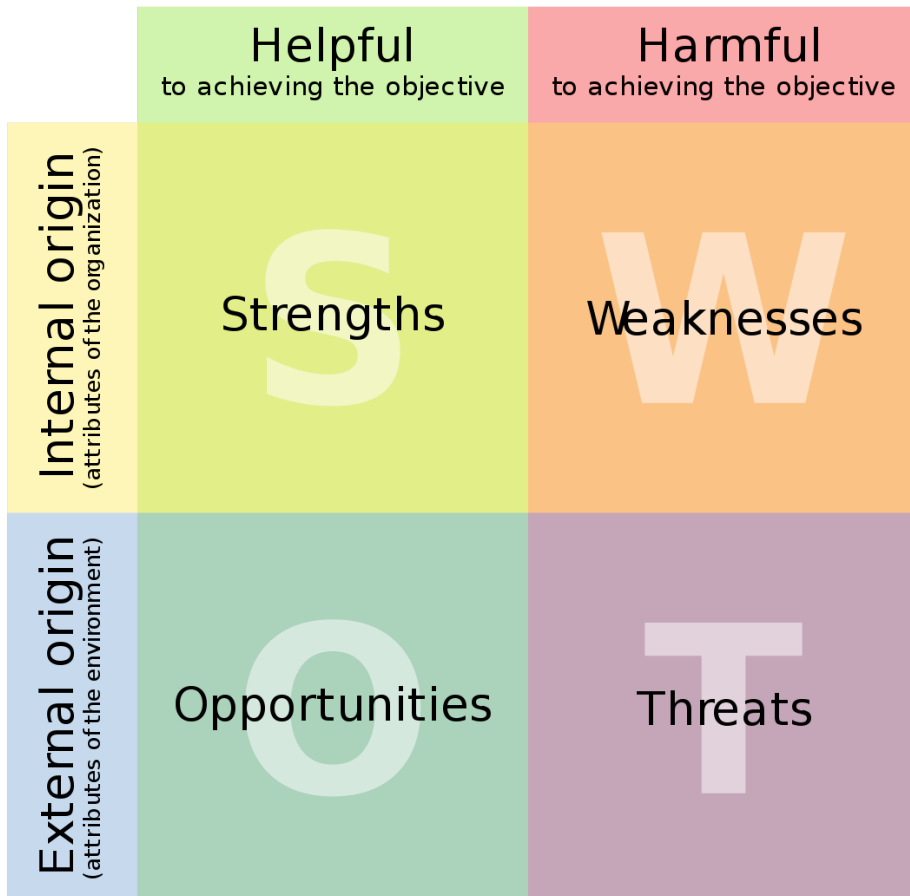 Helpful
to achieving the objective
Harmful
to achieving the objective
Internal origin
(attributes of the organization)
S
Strengths
W
Weaknesses
External origin
(attributes of the environment)
O
Opportunities
T
Threats